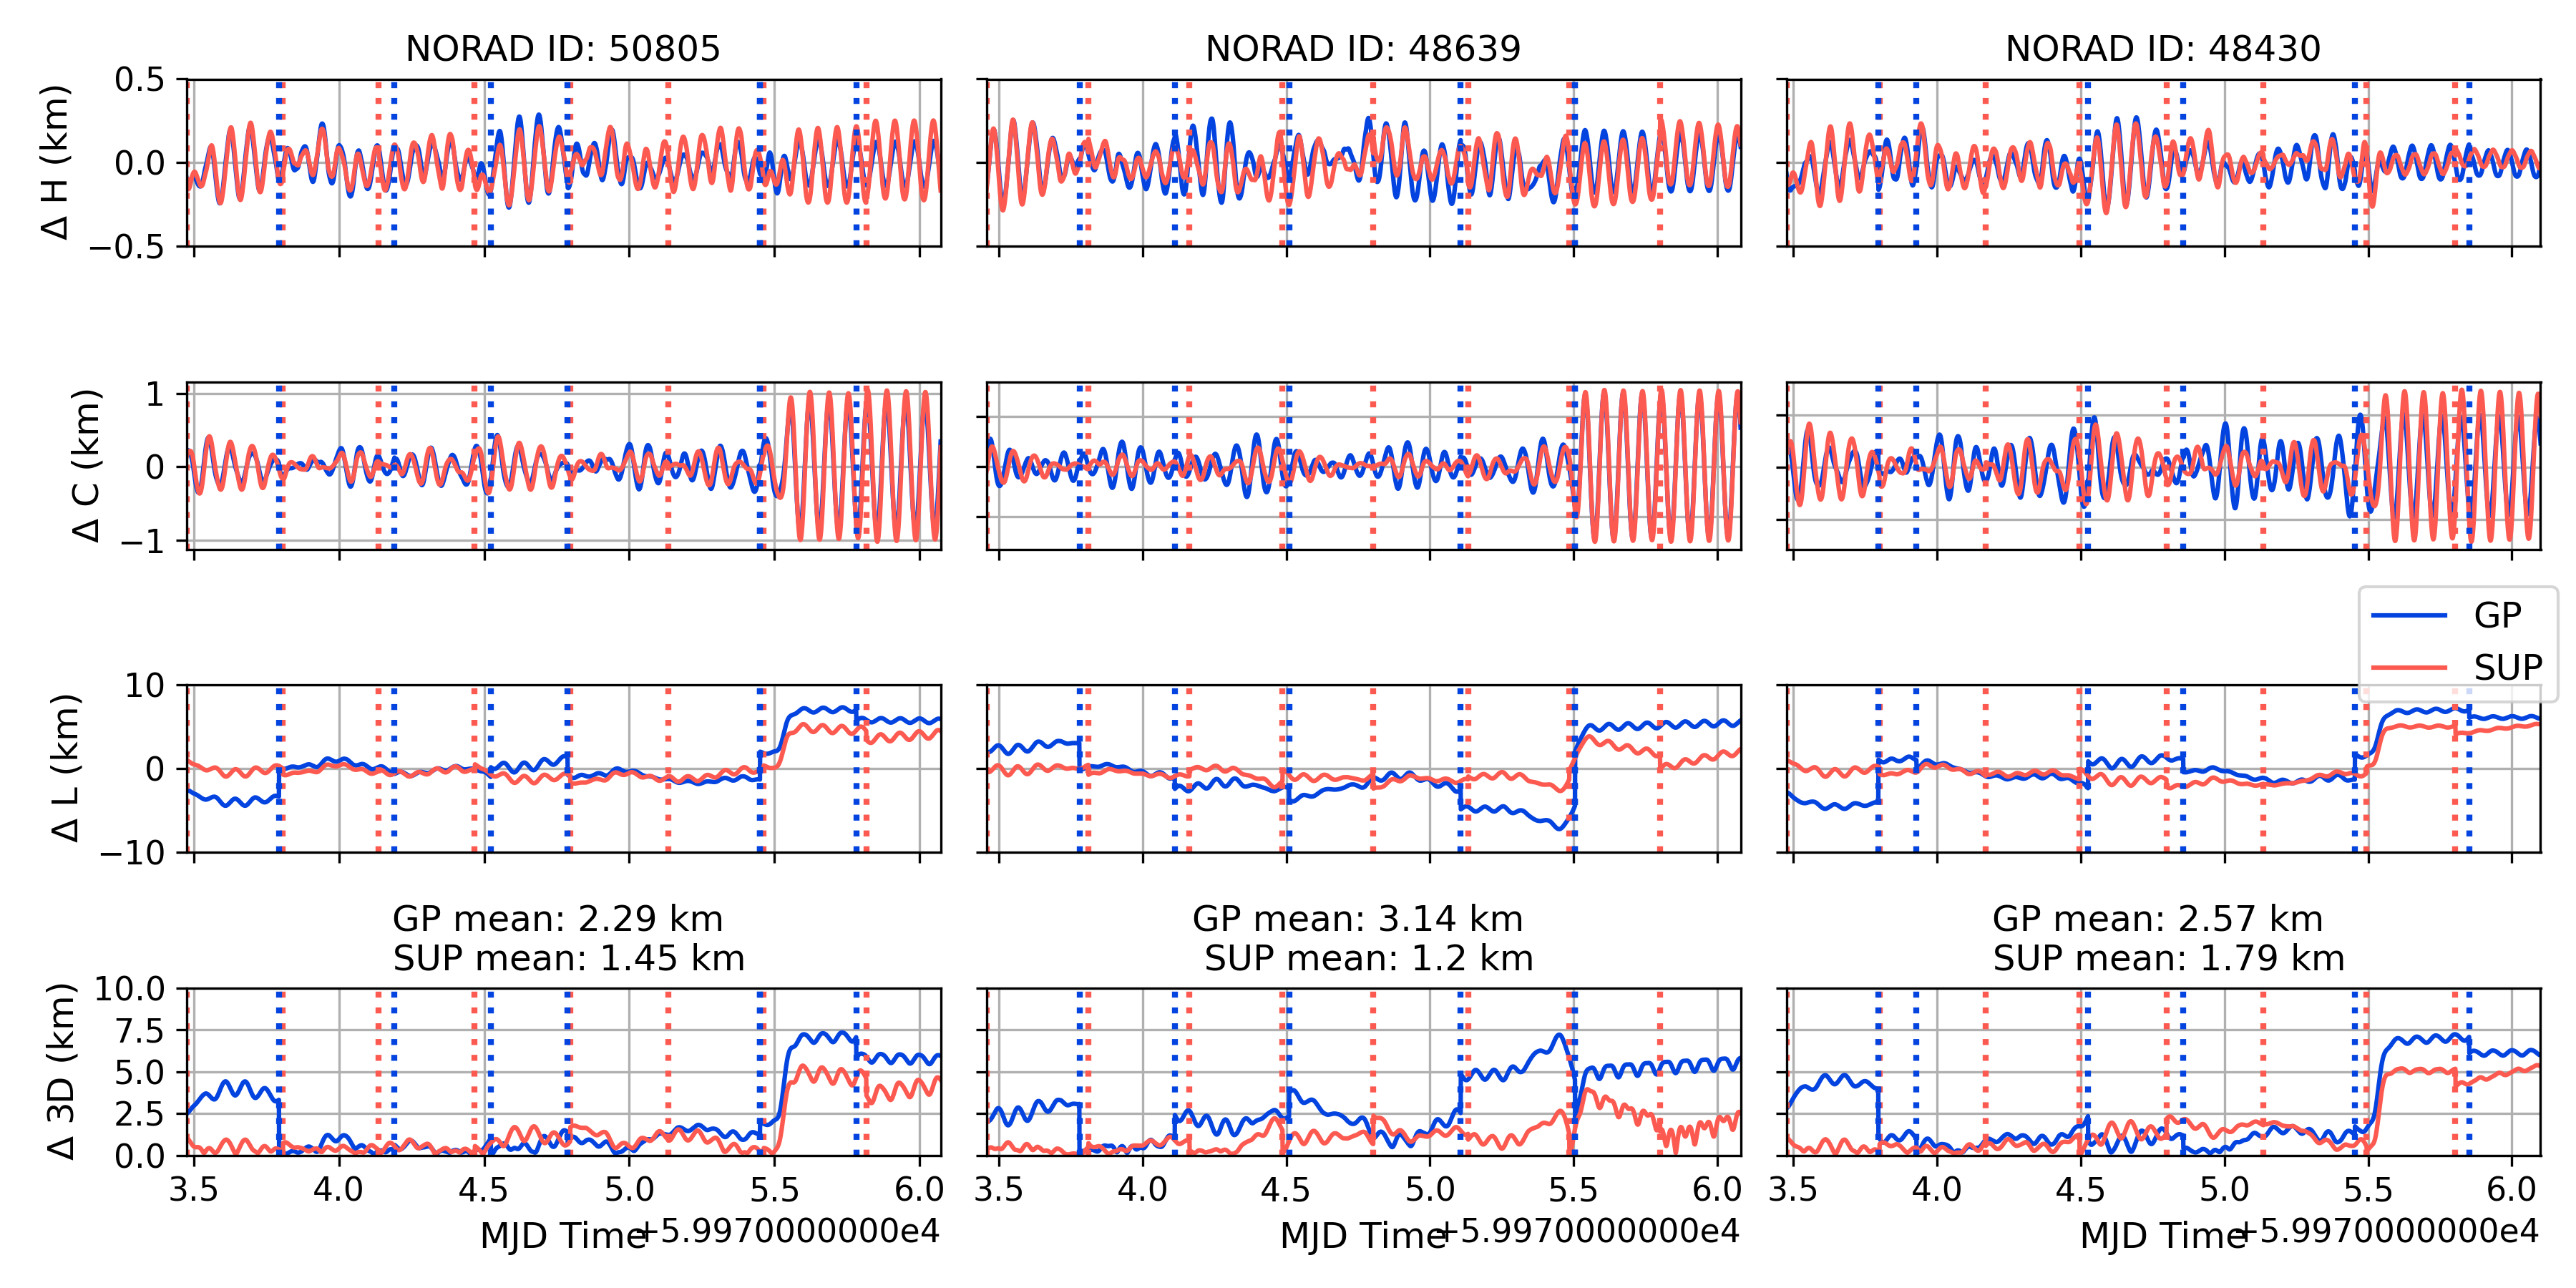 NORAD ID: 50805 NORAD ID: 48639 NORAD ID: 48430
Δ H (km)
0.5
0.0
−0.5
Δ C (km)
1
0
−1
GP
SUP
Δ L (km)
10
0
−10
GP mean: 2.29 km GP mean: 3.14 km GP mean: 2.57 km
SUP mean: 1.45 km SUP mean: 1.2 km SUP mean: 1.79 km
Δ 3D (km)
10.0
7.5
5.0
2.5
0.0
3.5 4.0 4.5 5.0 5.5 6.0 3.5 4.0 4.5 5.0 5.5 6.0 3.5 4.0 4.5 5.0 5.5 6.0
MJD Time +5.9970000000e4 MJD Time +5.9970000000e4 MJD Time +5.9970000000e4